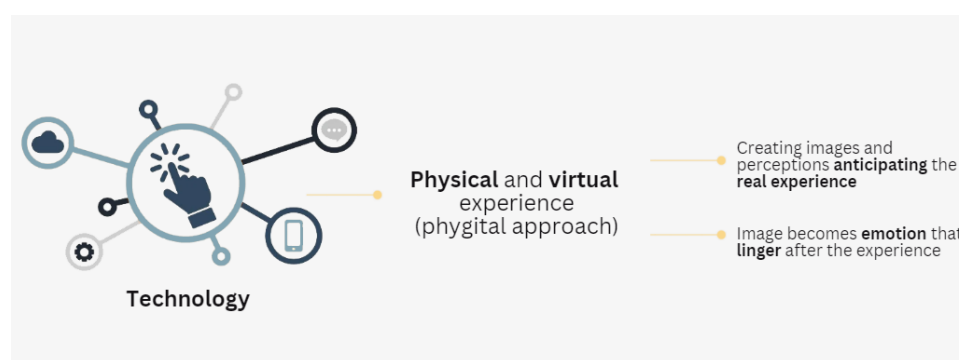 Technology
Physical and virtual
experience
(phygital approach)
Creating images and
perceptions anticipating the
real experience
Image becomes emotion that
linger after the experience